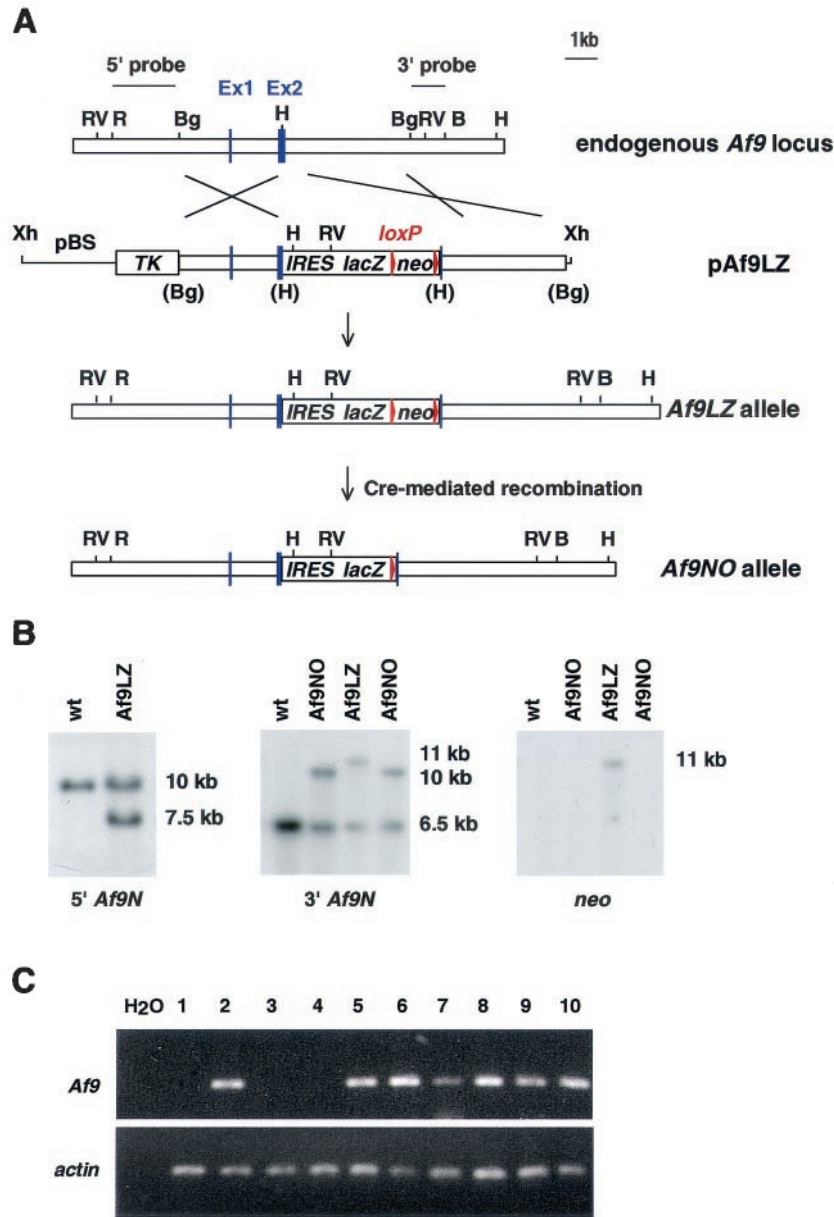 A
1kb
5' probe
3' probe
Ex1 Ex2
RV R Bg H Bg RV B H
endogenous Af9 locus
Xh pBS H RV loxP Xh
TK IRES lacZ neo
pAf9LZ
(Bg) (H) (H) (Bg)
RV R H RV RV B H
IRES lacZ neo
Af9LZ allele
Cre-mediated recombination
RV R H RV RV B H
IRES lacZ
Af9NO allele
B
wt Af9LZ
10 kb
7.5 kb
5' Af9N
wt Af9NO Af9LZ Af9NO
11 kb
10 kb
6.5 kb
3' Af9N
wt Af9NO Af9LZ Af9NO
11 kb
neo
C
H2O 1 2 3 4 5 6 7 8 9 10
Af9
actin